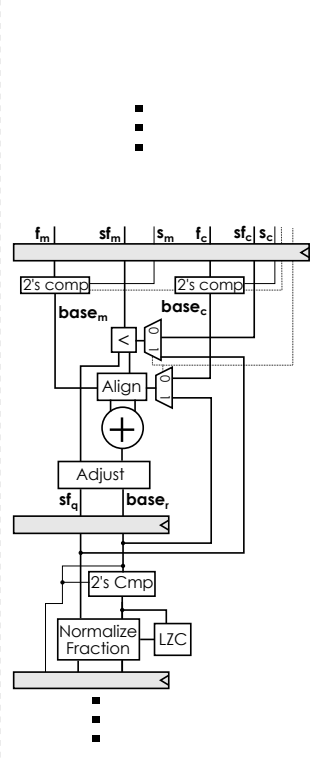 fm sfm sm fc sfc sc
2's comp 2's comp
basem basec
< 0 1
Align 0 1
+
Adjust
sfq baser
2's Cmp
Normalize
Fraction
LZC